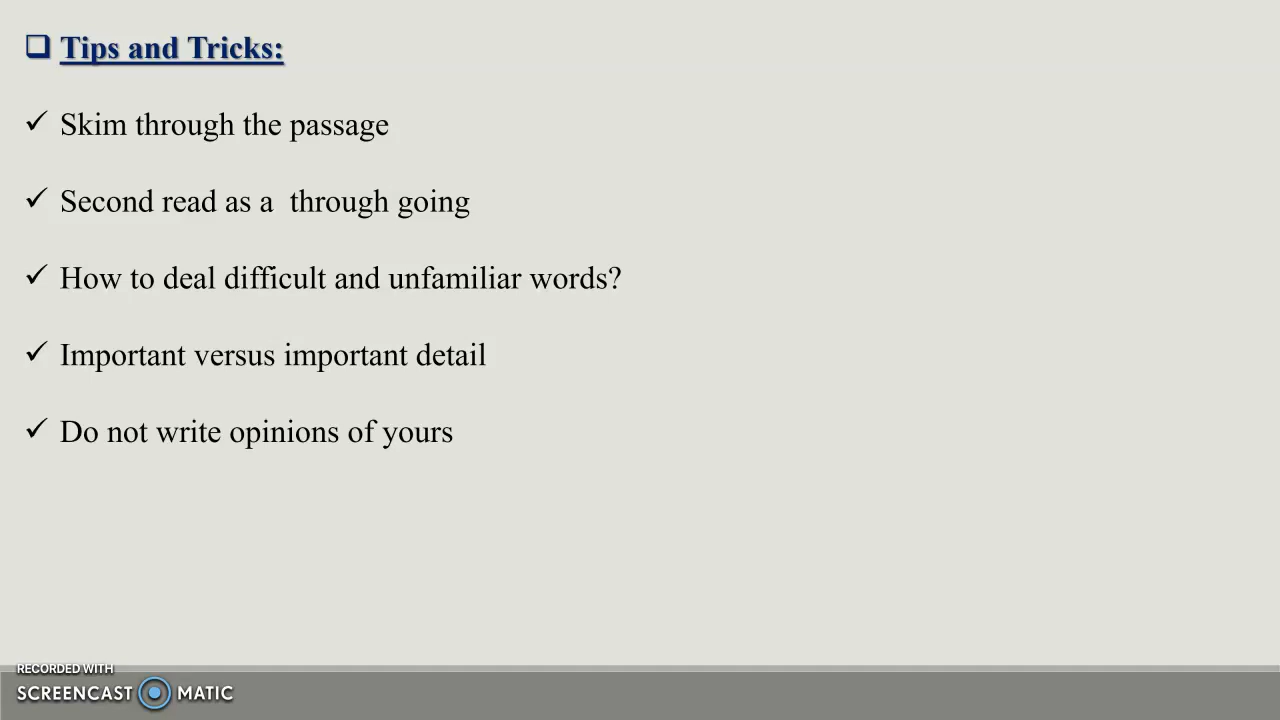 Tips and Tricks:
Skim through the passage
Second read as a  through going
How to deal difficult and unfamiliar words?
Important versus important detail
Do not write opinions of yours
RECORDED WITH
SCREENCAST MATIC